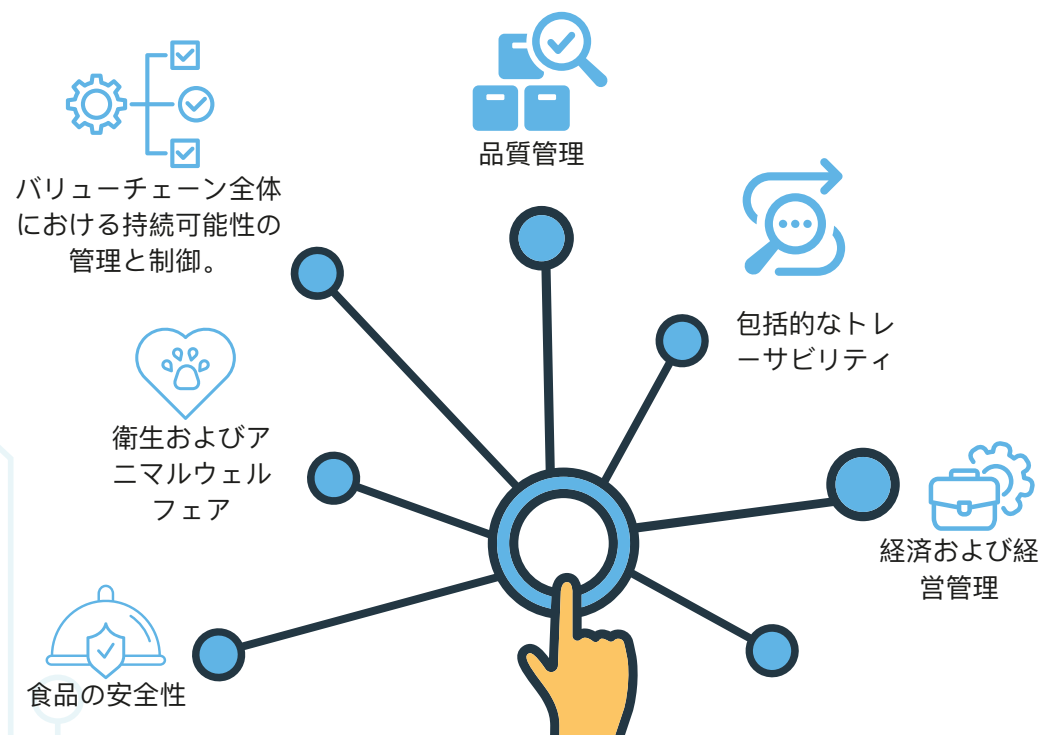 品質管理
バリューチェーン全体
における持続可能性の
管理と制御。
包括的なトレ
ーサビリティ
衛生およびア
ニマルウェル
フェア
経済および経
営管理
食品の安全性